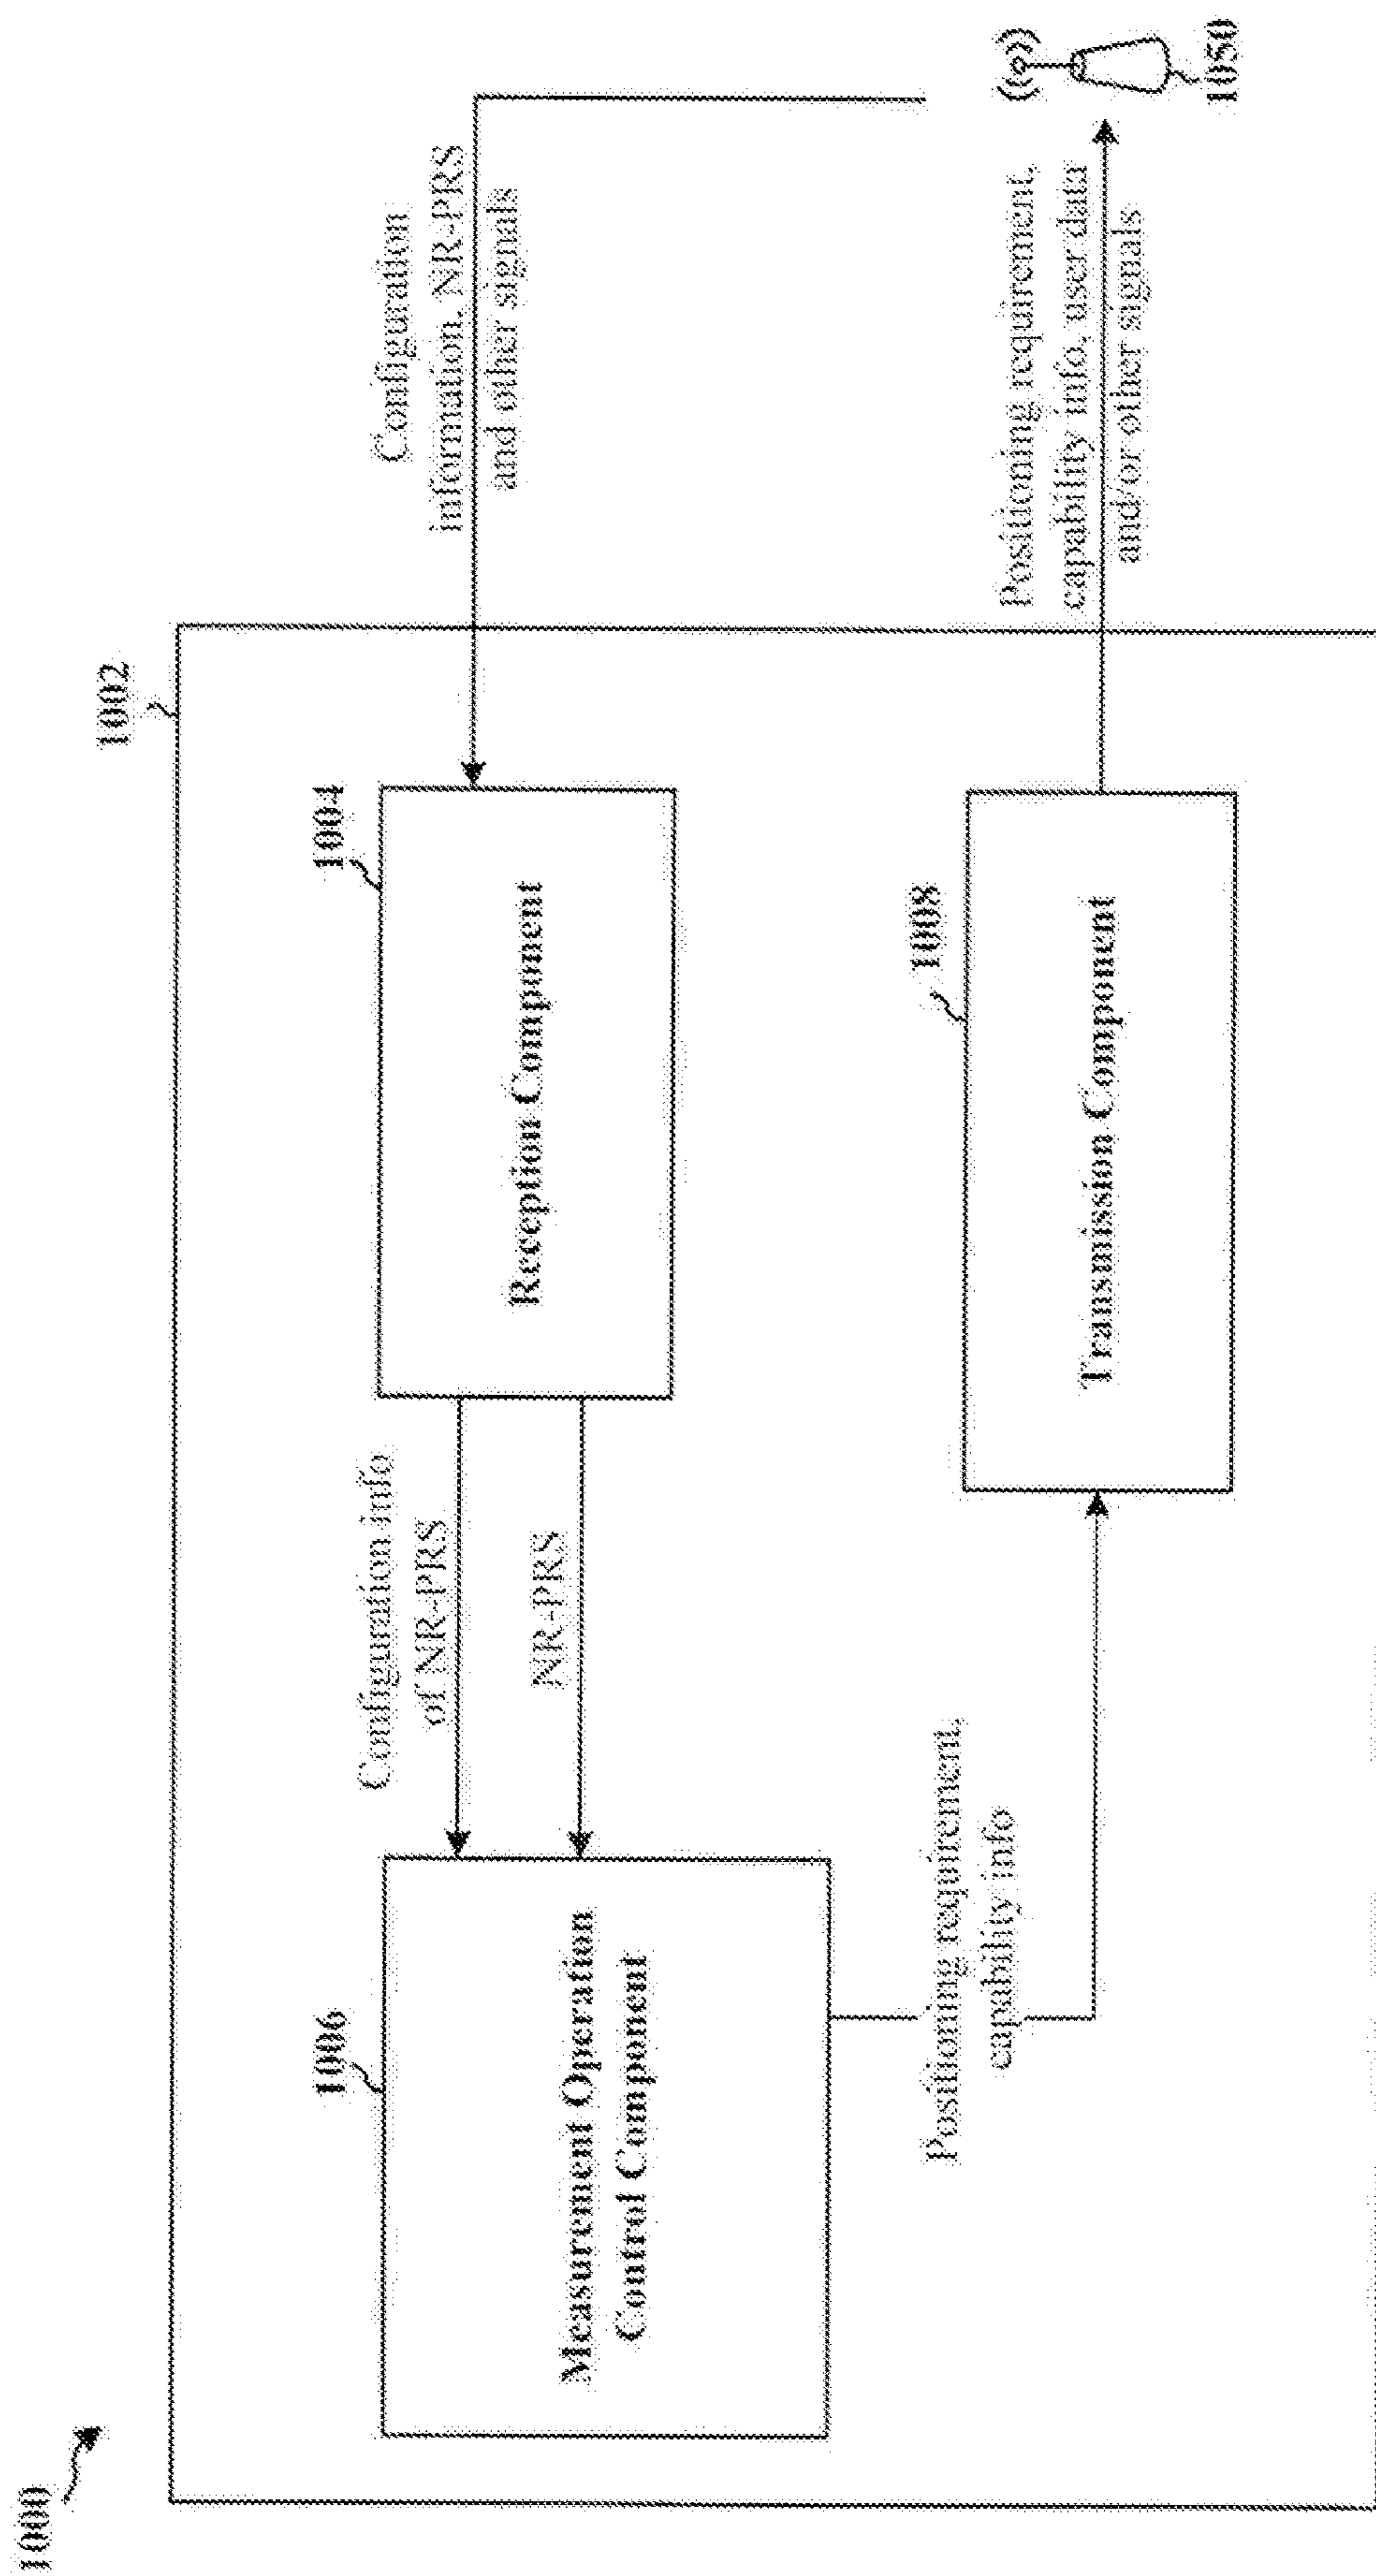 1000
1002
1006
Measurement Operation
Control Component
Configuration info
of NR-PRS
NR-PRS
1004
Reception Component
Configuration
information, NR-PRS
and other signals
Positioning requirement,
capability info
1008
Transmission Component
Positioning requirement,
capability info, user data
and/or other signals
1050